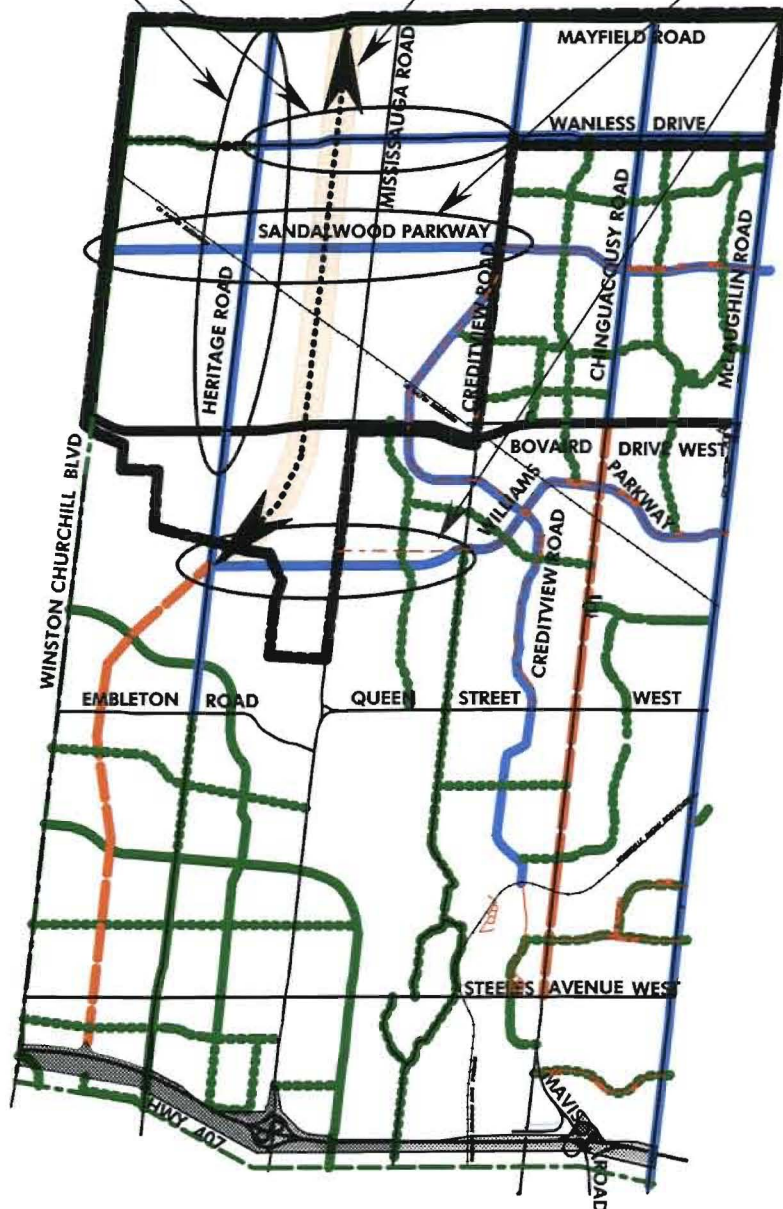 MAYFIELD ROAD
MISSISSAUGA ROAD
WANLESS DRIVE
SANDALWOOD PARKWAY
HERITAGE ROAD
CREDITVIEW ROAD
CHINGUACOUSY ROAD
McLAUGHLIN ROAD
BOVAIRD DRIVE WEST
WILLIAMS PARKWAY
WINSTON CHURCHILL BLVD
CREDITVIEW ROAD
EMBLETON ROAD
QUEEN STREET WEST
STEELES AVENUE WEST
HWY 407
MAVIS ROAD